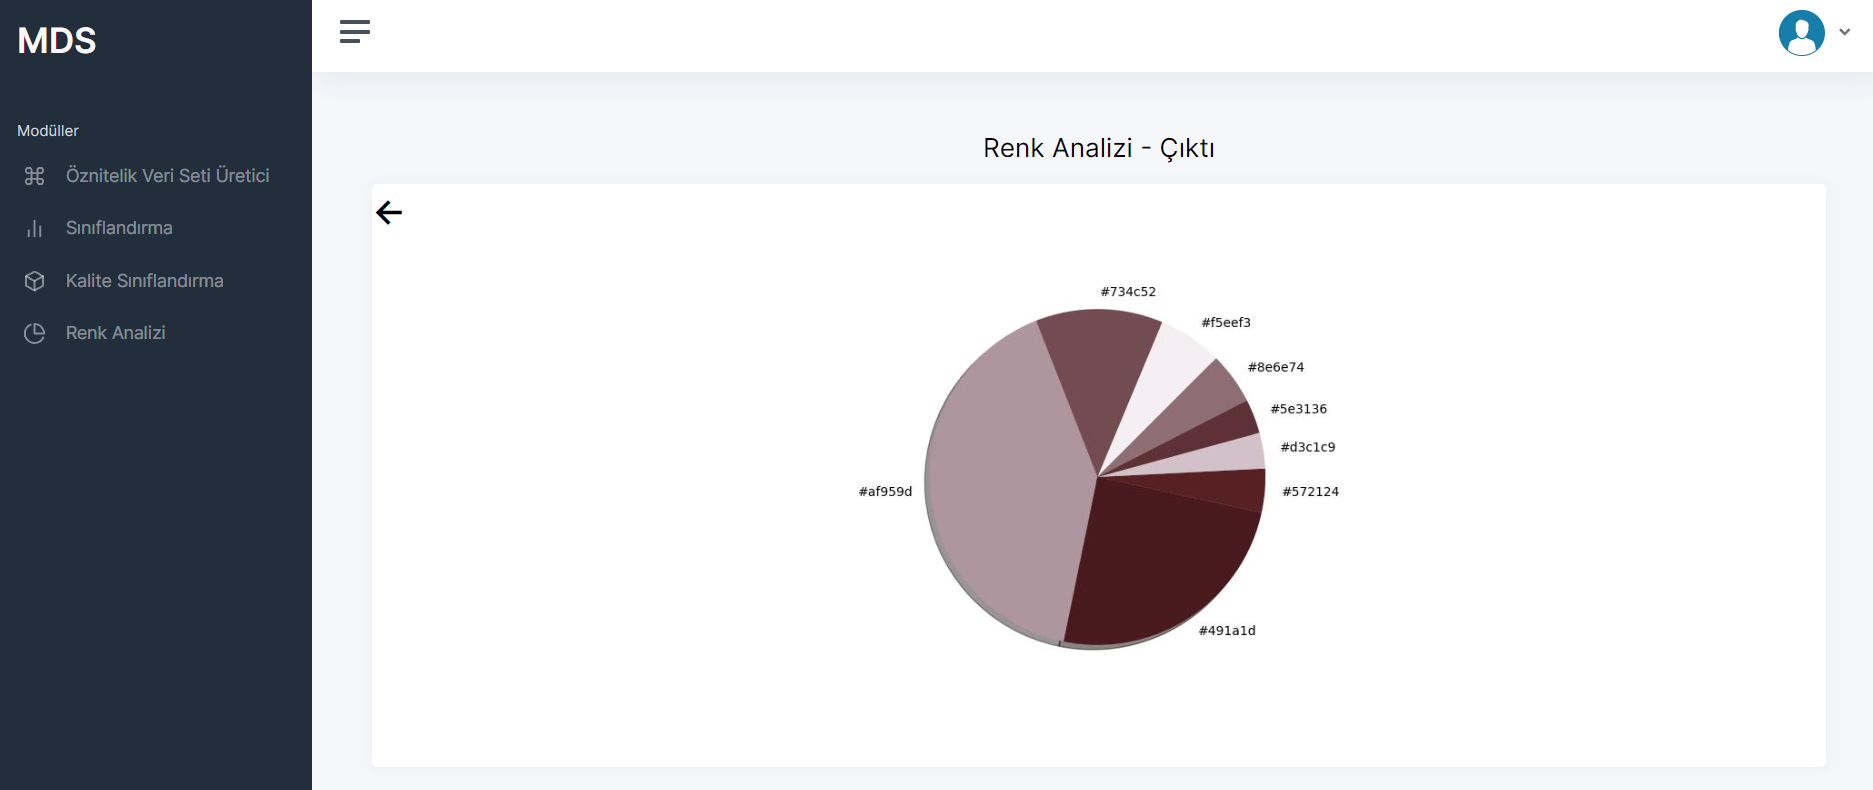 MDS
Modüller
Öznitelik Veri Seti Üretici
Sınıflandırma
Kalite Sınıflandırma
Renk Analizi
Renk Analizi - Çıktı
#734c52
#f5eef3
#8e6e74
#5e3136
#d3c1c9
#af959d
#572124
#491a1d